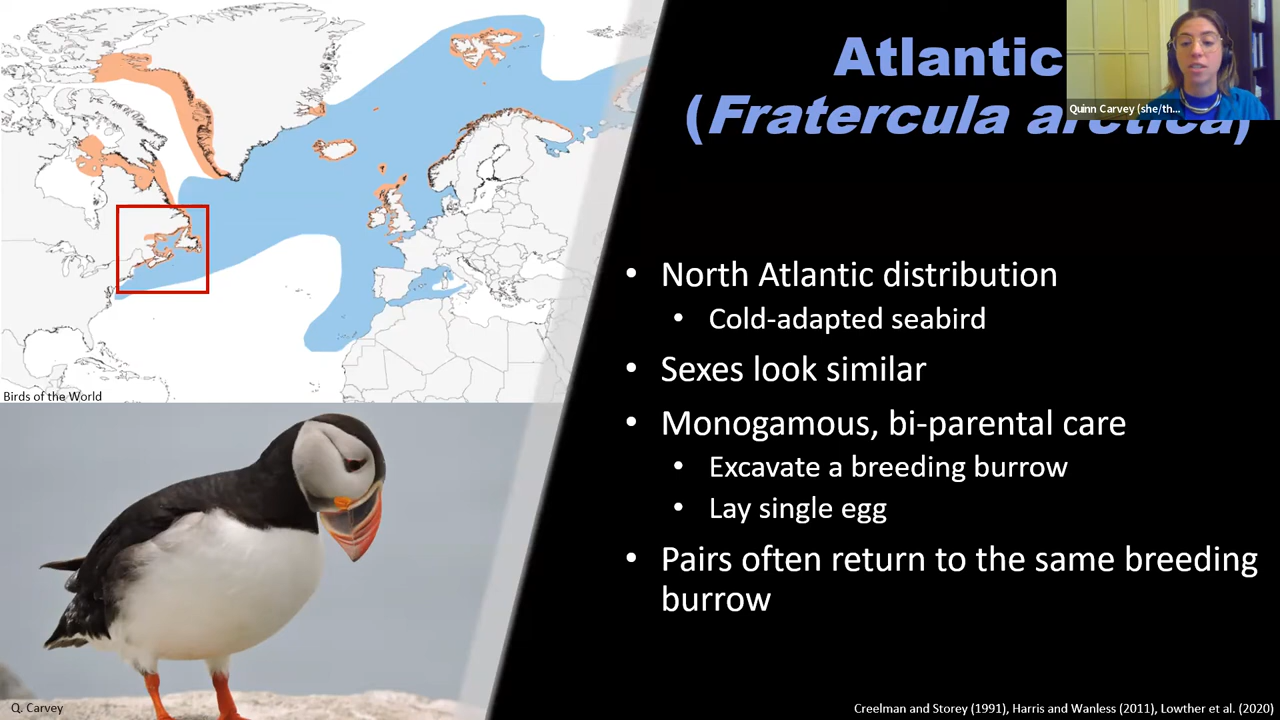 Atlantic
(Fratercula arctica)
Quinn Carvey (she/th...
• North Atlantic distribution
• Cold-adapted seabird
• Sexes look similar
• Monogamous, bi-parental care
• Excavate a breeding burrow
• Lay single egg
• Pairs often return to the same breeding
burrow
Birds of the World
Q. Carvey
Creelman and Storey (1991), Harris and Wanless (2011), Lowther et al. (2020)